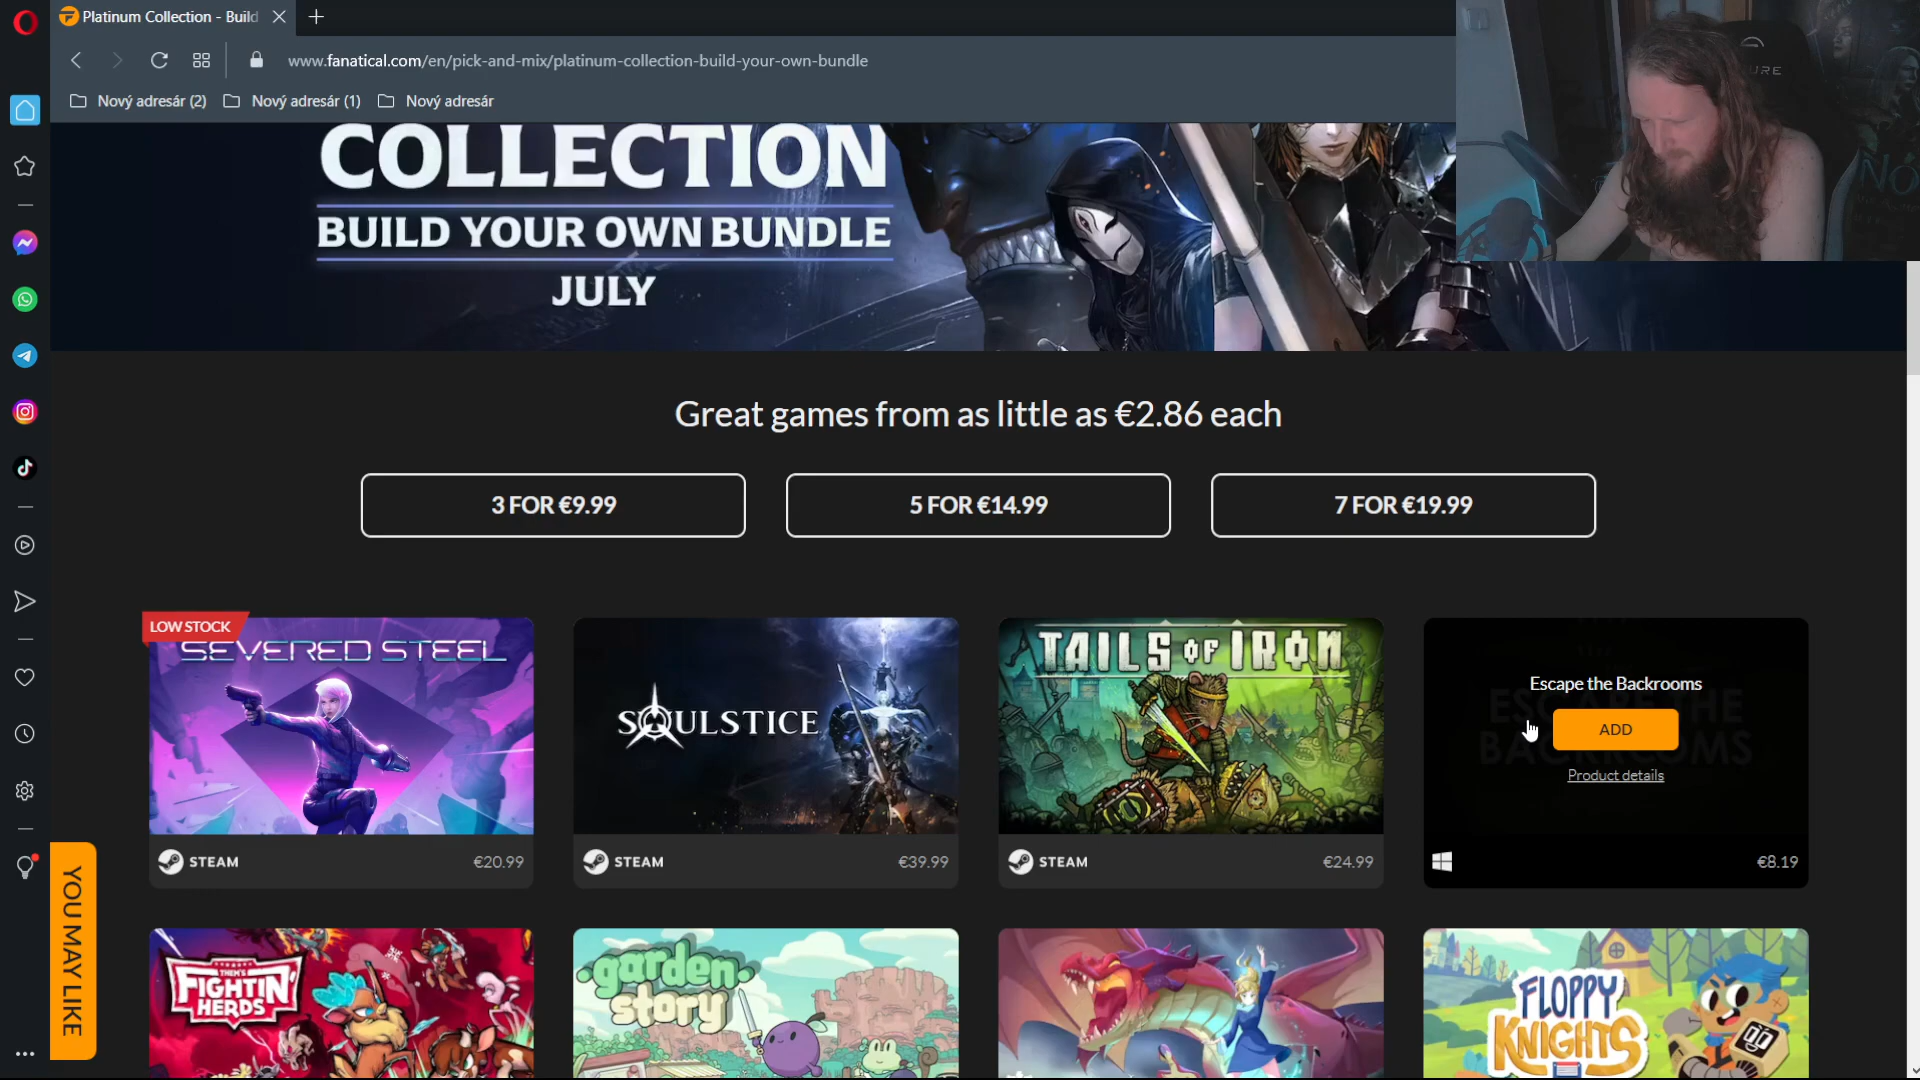 Platinum Collection - Build
www.fanatical.com/en/pick-and-mix/platinum-collection-build-your-own-bundle
Nový adresár (2)
Nový adresár (1)
Nový adresár
COLLECTION
BUILD YOUR OWN BUNDLE
JULY
Great games from as little as €2.86 each
3 FOR €9.99
5 FOR €14.99
7 FOR €19.99
LOW STOCK
SEVERED STEEL
SOULSTICE
TAILS OF IRON
Escape the Backrooms
ESCAPE THE
BACKROOMS
ADD
Product details
STEAM
€20.99
STEAM
€39.99
STEAM
€24.99
€8.19
YOU MAY LIKE
THEM'S
FIGHTIN'
HERDS
garden
story
FLOPPY
KNIGHTS